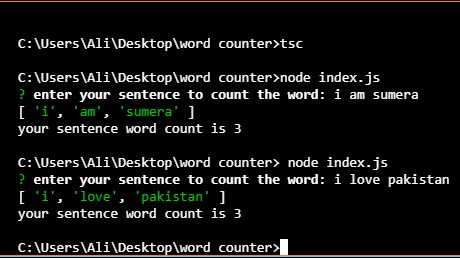 C:\Users\Ali\Desktop\word counter>tsc
C:\Users\Ali\Desktop\word counter>node index.js
? enter your sentence to count the word: i am sumera
[ 'i', 'am', 'sumera' ]
your sentence word count is 3
C:\Users\Ali\Desktop\word counter> node index.js
? enter your sentence to count the word: i love pakistan
[ 'i', 'love', 'pakistan' ]
your sentence word count is 3
C:\Users\Ali\Desktop\word counter>